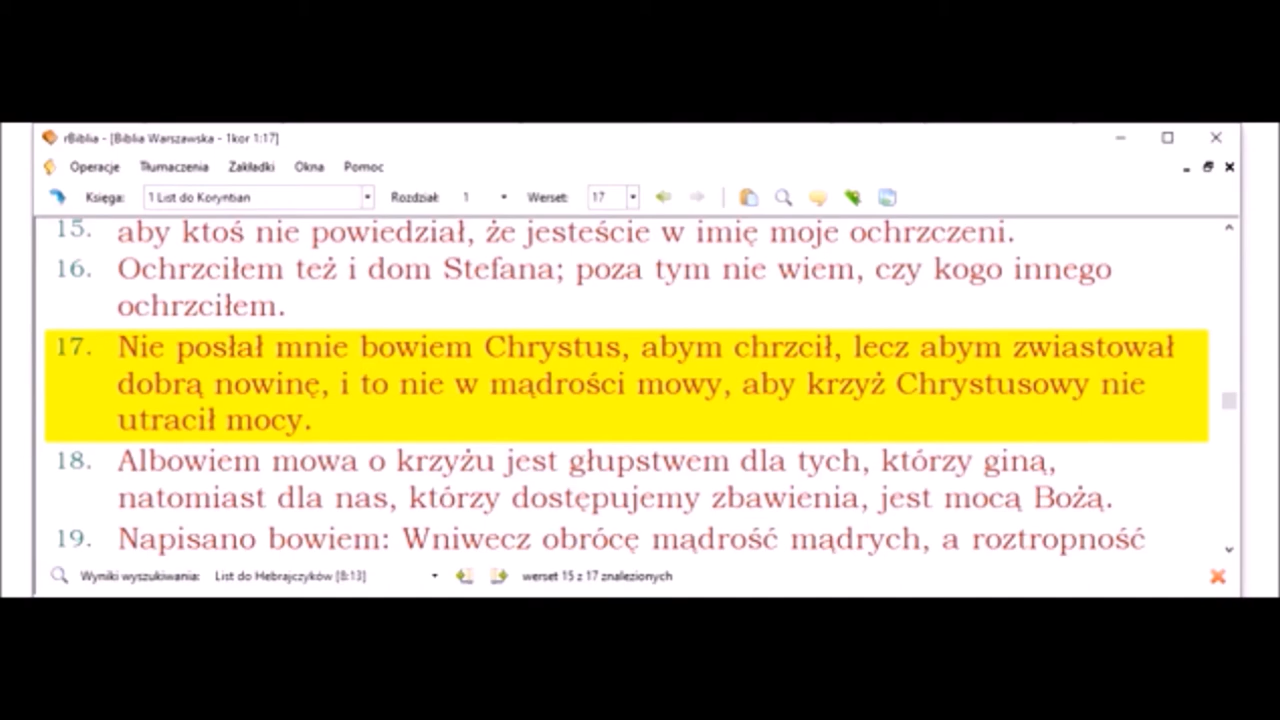 rBiblia - [Biblia Warszawska - 1kor 1:17]
Operacje Tłumaczenia Zakładki Okna Pomoc
Księga: 1 List do Koryntian Rozdział: 1 Werset: 17
15. aby ktoś nie powiedział, że jesteście w imię moje ochrzczeni.
16. Ochrzciłem też i dom Stefana; poza tym nie wiem, czy kogo innego
ochrzciłem.
17. Nie posłał mnie bowiem Chrystus, abym chrzcił, lecz abym zwiastował
dobrą nowinę, i to nie w mądrości mowy, aby krzyż Chrystusowy nie
utracił mocy.
18. Albowiem mowa o krzyżu jest głupstwem dla tych, którzy giną,
natomiast dla nas, którzy dostępujemy zbawienia, jest mocą Bożą.
19. Napisano bowiem: Wniwecz obrócę mądrość mądrych, a roztropność
Wyniki wyszukiwania: List do Hebrajczyków [8:13] werset 15 z 17 znalezionych